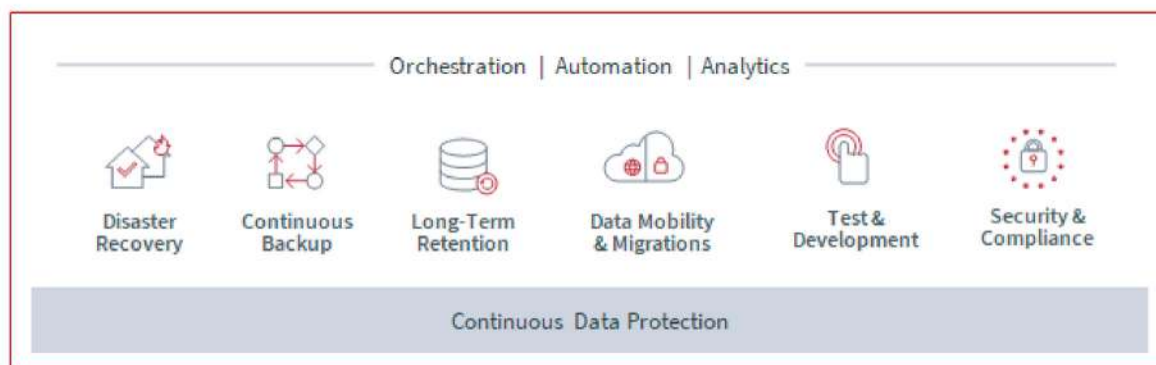 Orchestration | Automation | Analytics
Disaster
Recovery
Continuous
Backup
Long-Term
Retention
Data Mobility
& Migrations
Test &
Development
Security &
Compliance
Continuous Data Protection